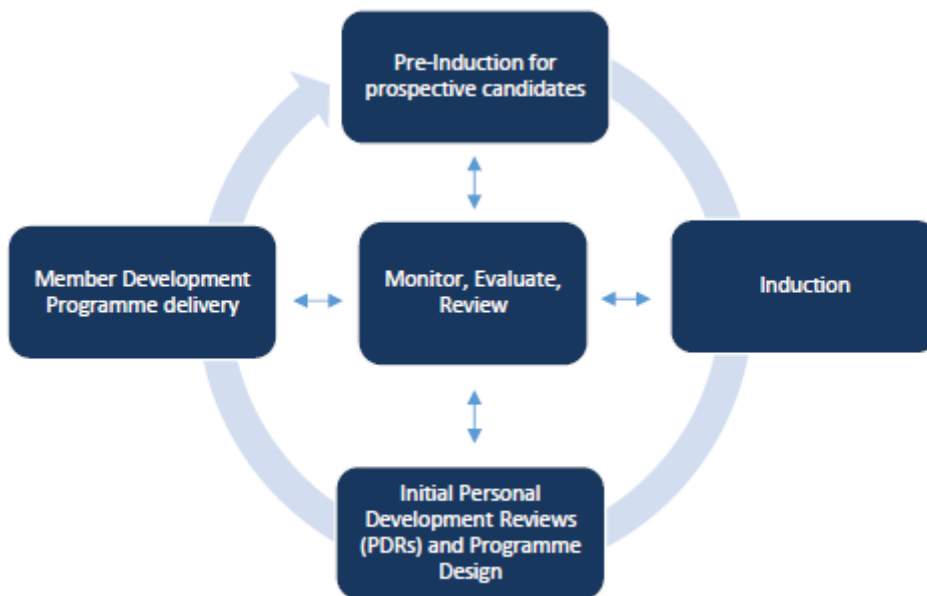 Pre-Induction for
prospective candidates
Member Development
Programme delivery
Monitor, Evaluate,
Review
Induction
Initial Personal
Development Reviews
(PDRs) and Programme
Design